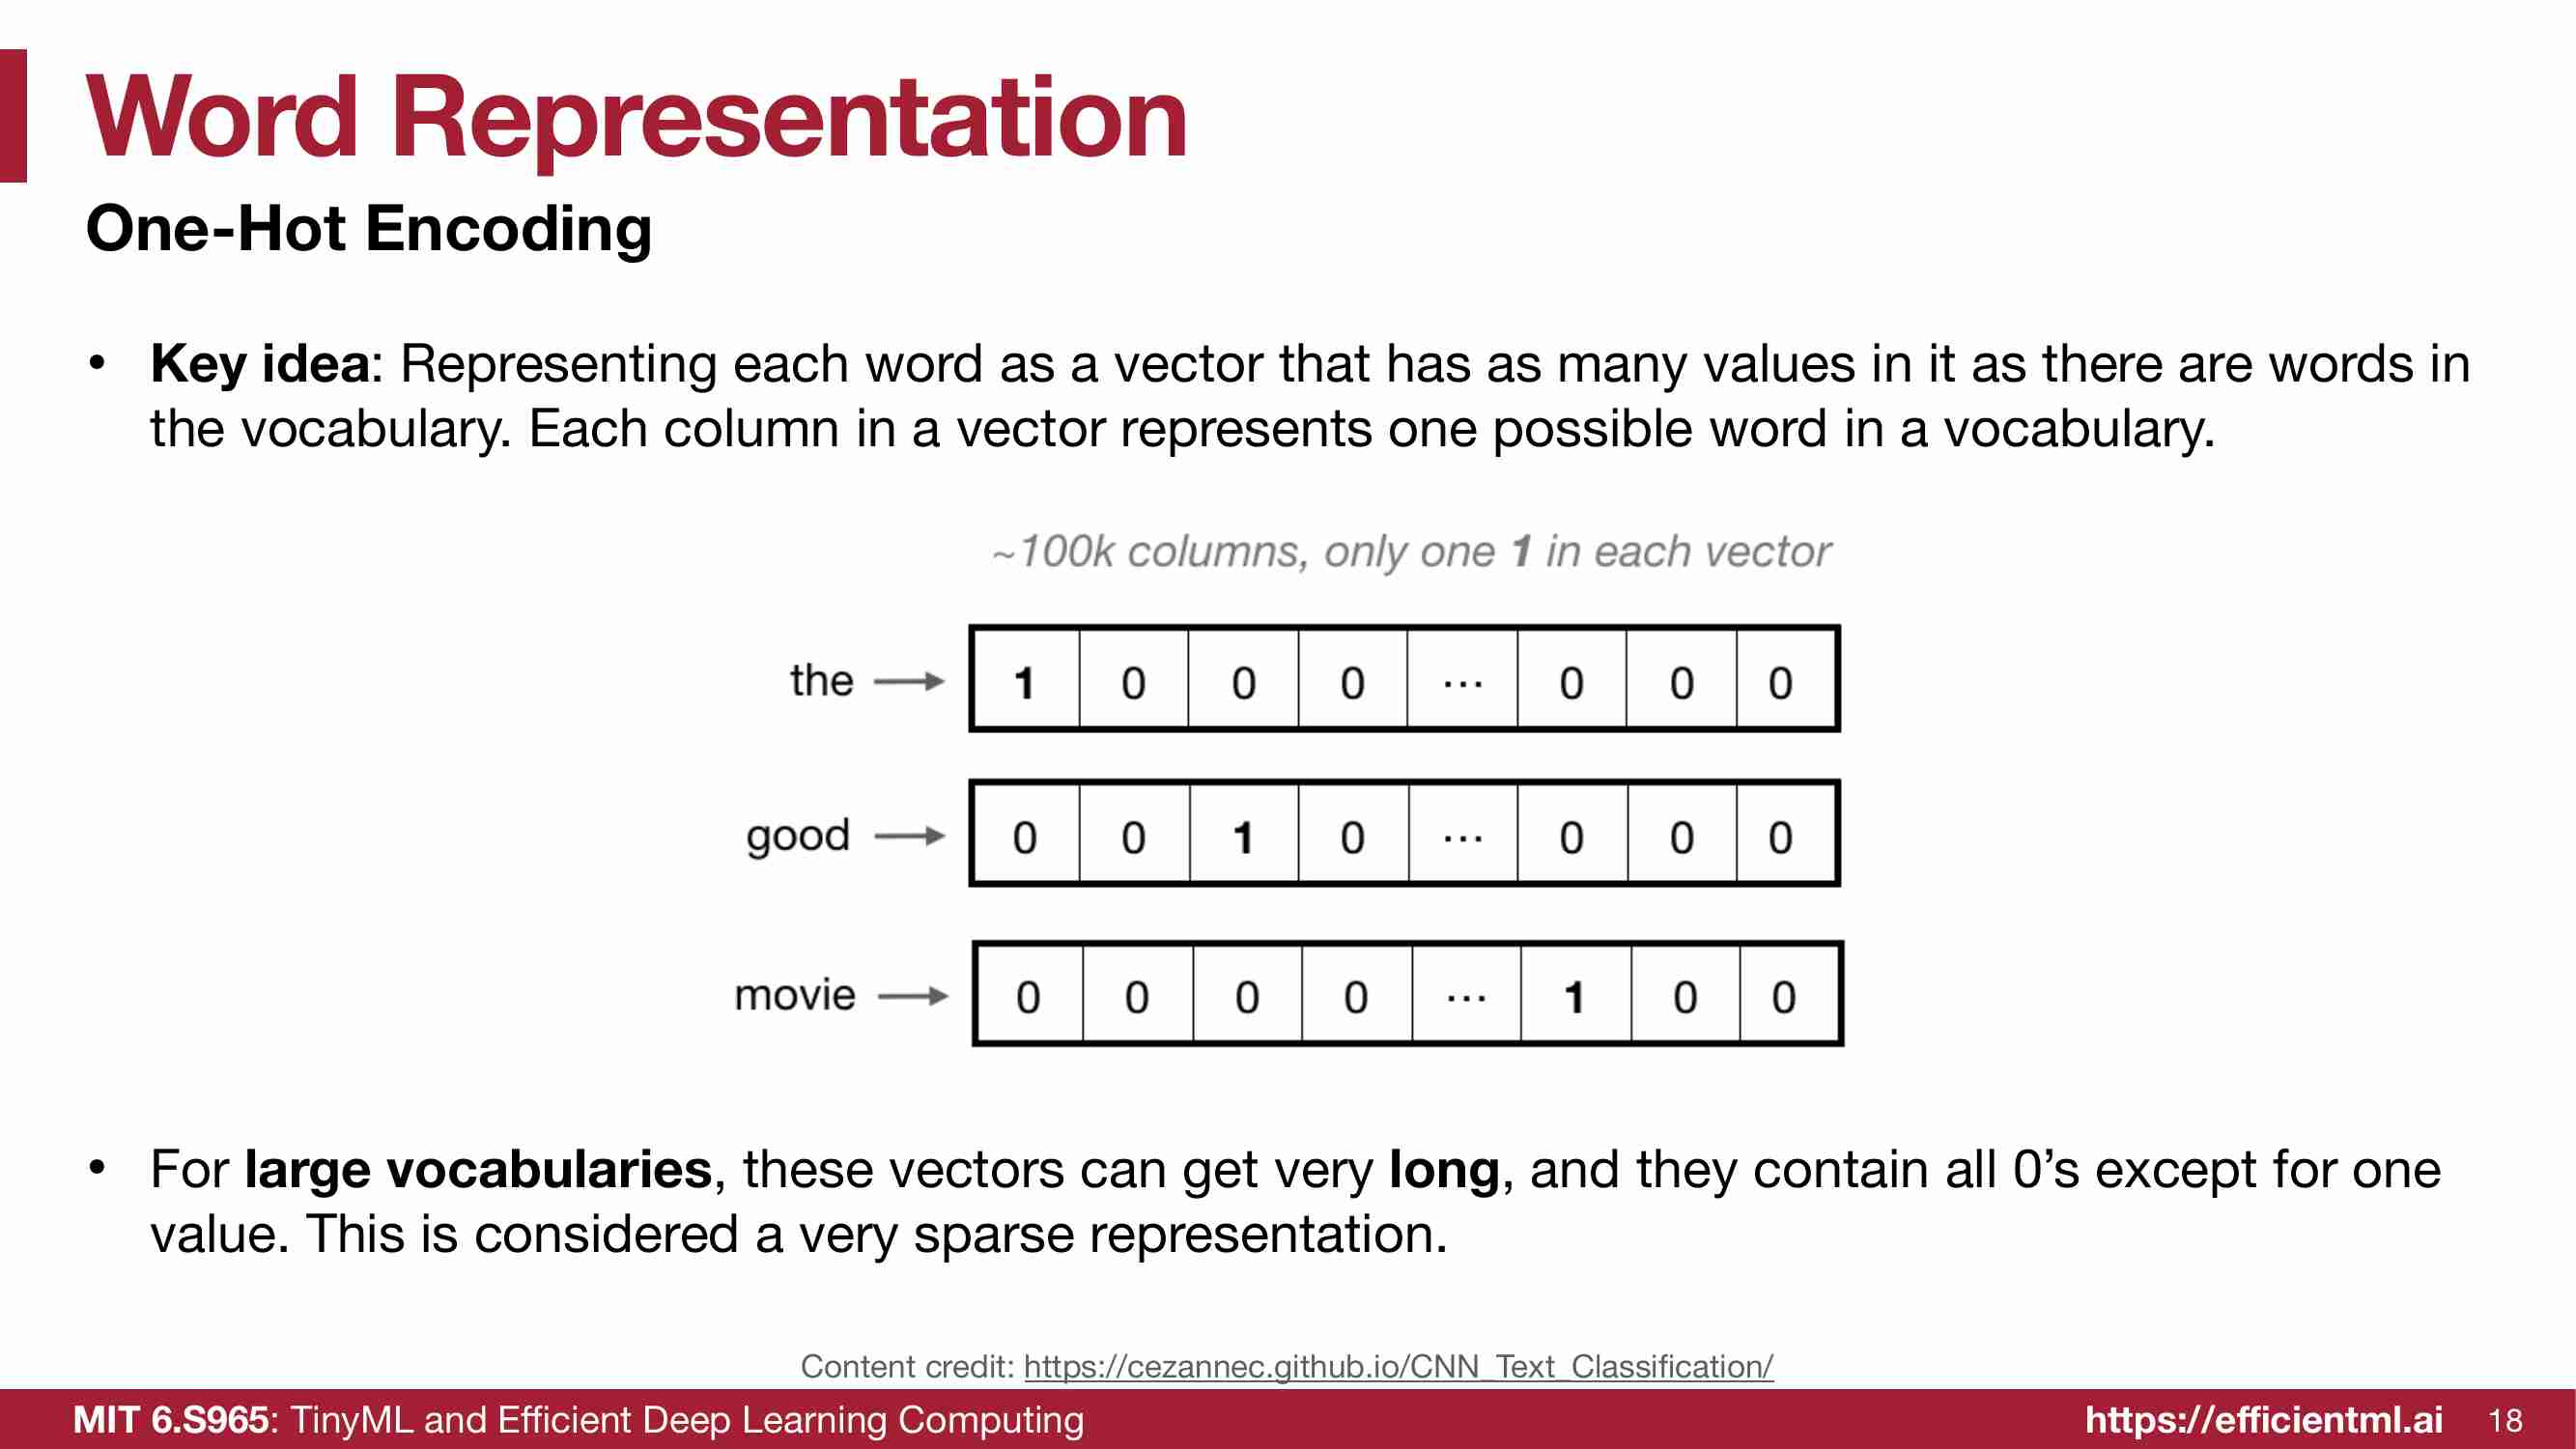 Word Representation
One-Hot Encoding
• Key idea: Representing each word as a vector that has as many values in it as there are words in
the vocabulary. Each column in a vector represents one possible word in a vocabulary.
~100k columns, only one 1 in each vector
the → 1 0 0 0 ... 0 0 0
good → 0 0 1 0 ... 0 0 0
movie → 0 0 0 0 ... 1 0 0
• For large vocabularies, these vectors can get very long, and they contain all 0’s except for one
value. This is considered a very sparse representation.
Content credit: https://cezannec.github.io/CNN_Text_Classification/
MIT 6.S965: TinyML and Efficient Deep Learning Computing https://efficientml.ai 18